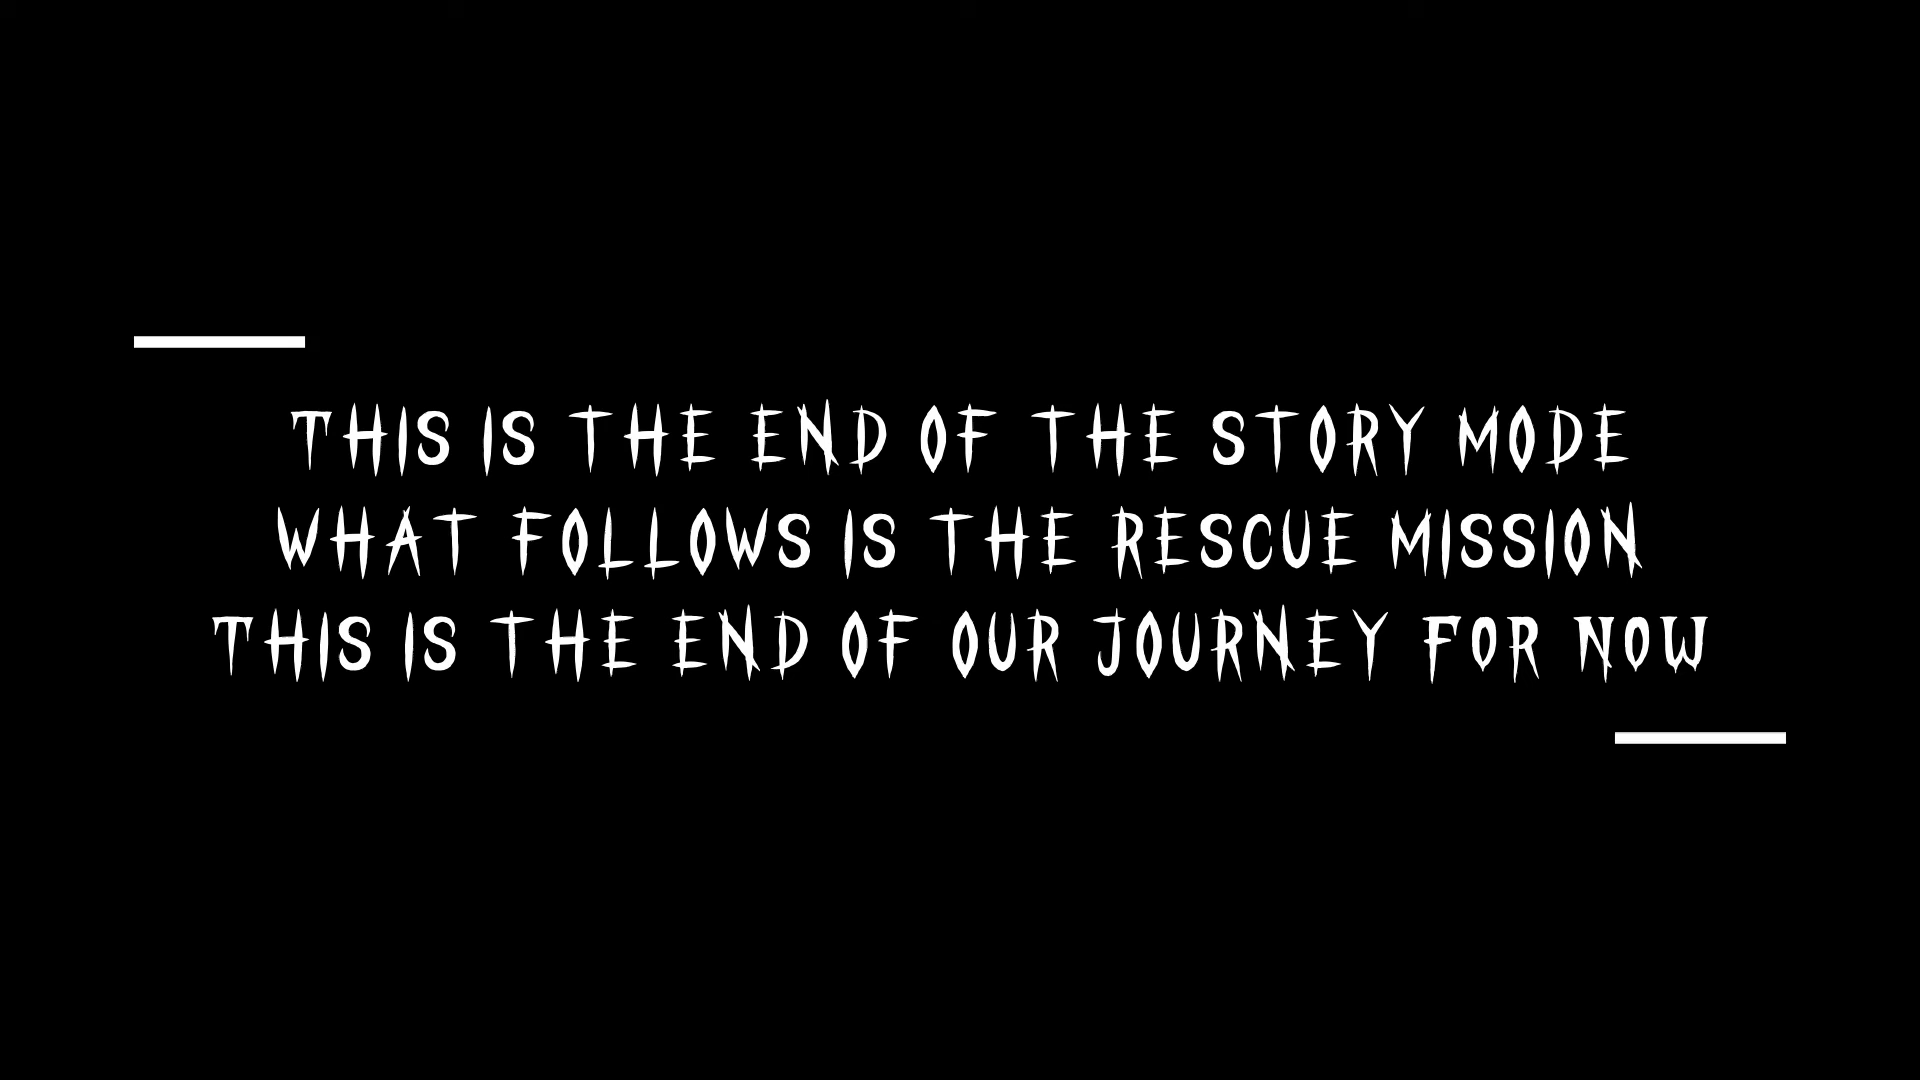 THIS IS THE END OF THE STORY MODE
WHAT FOLLOWS IS THE RESCUE MISSION
THIS IS THE END OF OUR JOURNEY FOR NOW